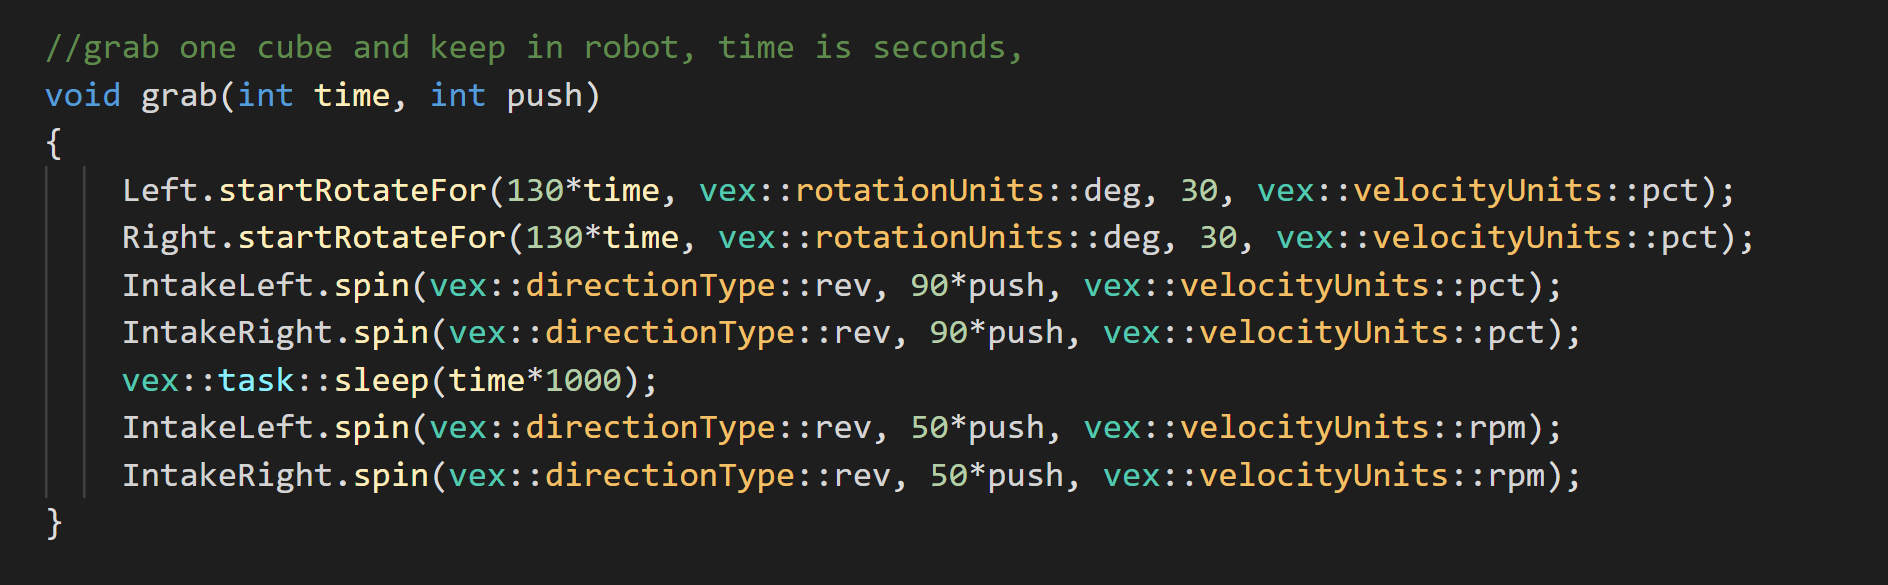 //grab one cube and keep in robot, time is seconds,
void grab(int time, int push)
{
Left.startRotateFor(130*time, vex::rotationUnits::deg, 30, vex::velocityUnits::pct);
Right.startRotateFor(130*time, vex::rotationUnits::deg, 30, vex::velocityUnits::pct);
IntakeLeft.spin(vex::directionType::rev, 90*push, vex::velocityUnits::pct);
IntakeRight.spin(vex::directionType::rev, 90*push, vex::velocityUnits::pct);
vex::task::sleep(time*1000);
IntakeLeft.spin(vex::directionType::rev, 50*push, vex::velocityUnits::rpm);
IntakeRight.spin(vex::directionType::rev, 50*push, vex::velocityUnits::rpm);
}